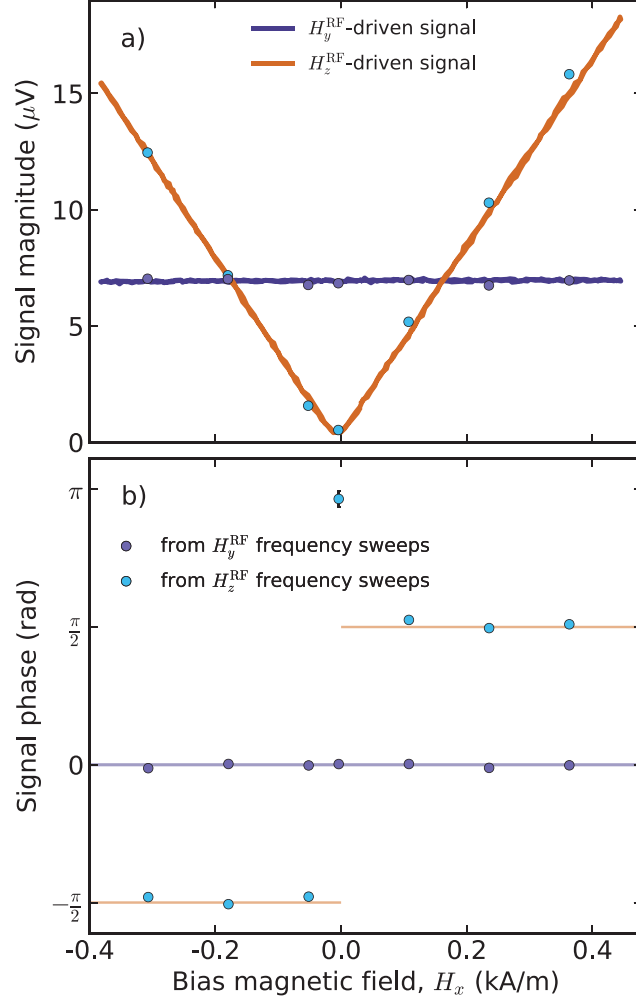 a)
H_y^RF-driven signal
H_z^RF-driven signal
Signal magnitude (μV)
15
10
5
0
b)
from H_y^RF frequency sweeps
from H_z^RF frequency sweeps
Signal phase (rad)
π
π/2
0
−π/2
-0.4 -0.2 0.0 0.2 0.4
Bias magnetic field, H_x (kA/m)